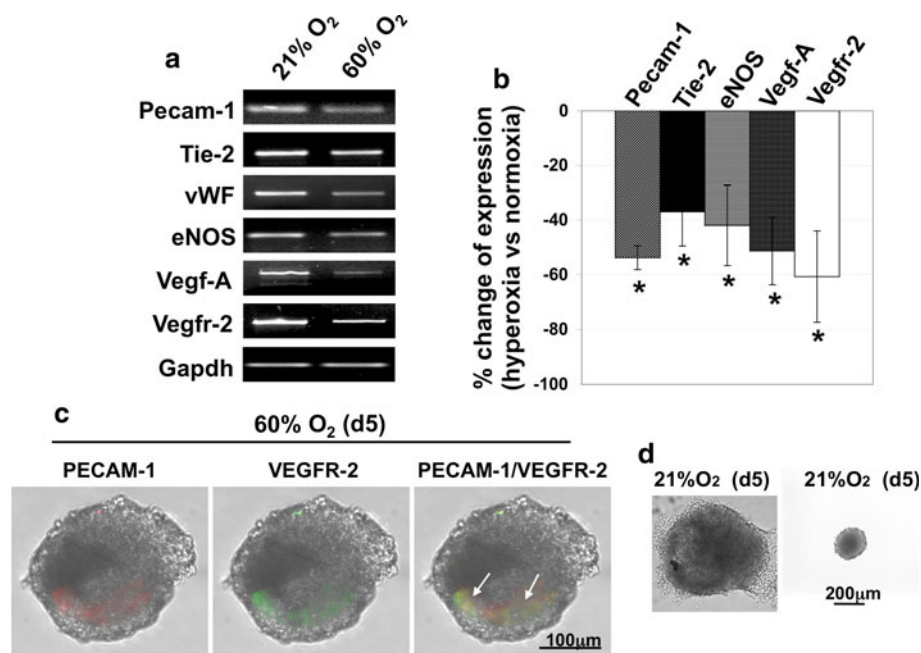 a
21% O₂ 60% O₂
Pecam-1
Tie-2
vWF
eNOS
Vegf-A
Vegfr-2
Gapdh
b
Pecam-1 Tie-2 eNOS Vegf-A Vegfr-2
% change of expression
(hyperoxia vs normoxia)
0
-20
-40
-60
-80
-100
* * * * *
c
60% O₂ (d5)
PECAM-1 VEGFR-2 PECAM-1/VEGFR-2
100μm
d
21%O₂ (d5) 21%O₂ (d5)
200μm